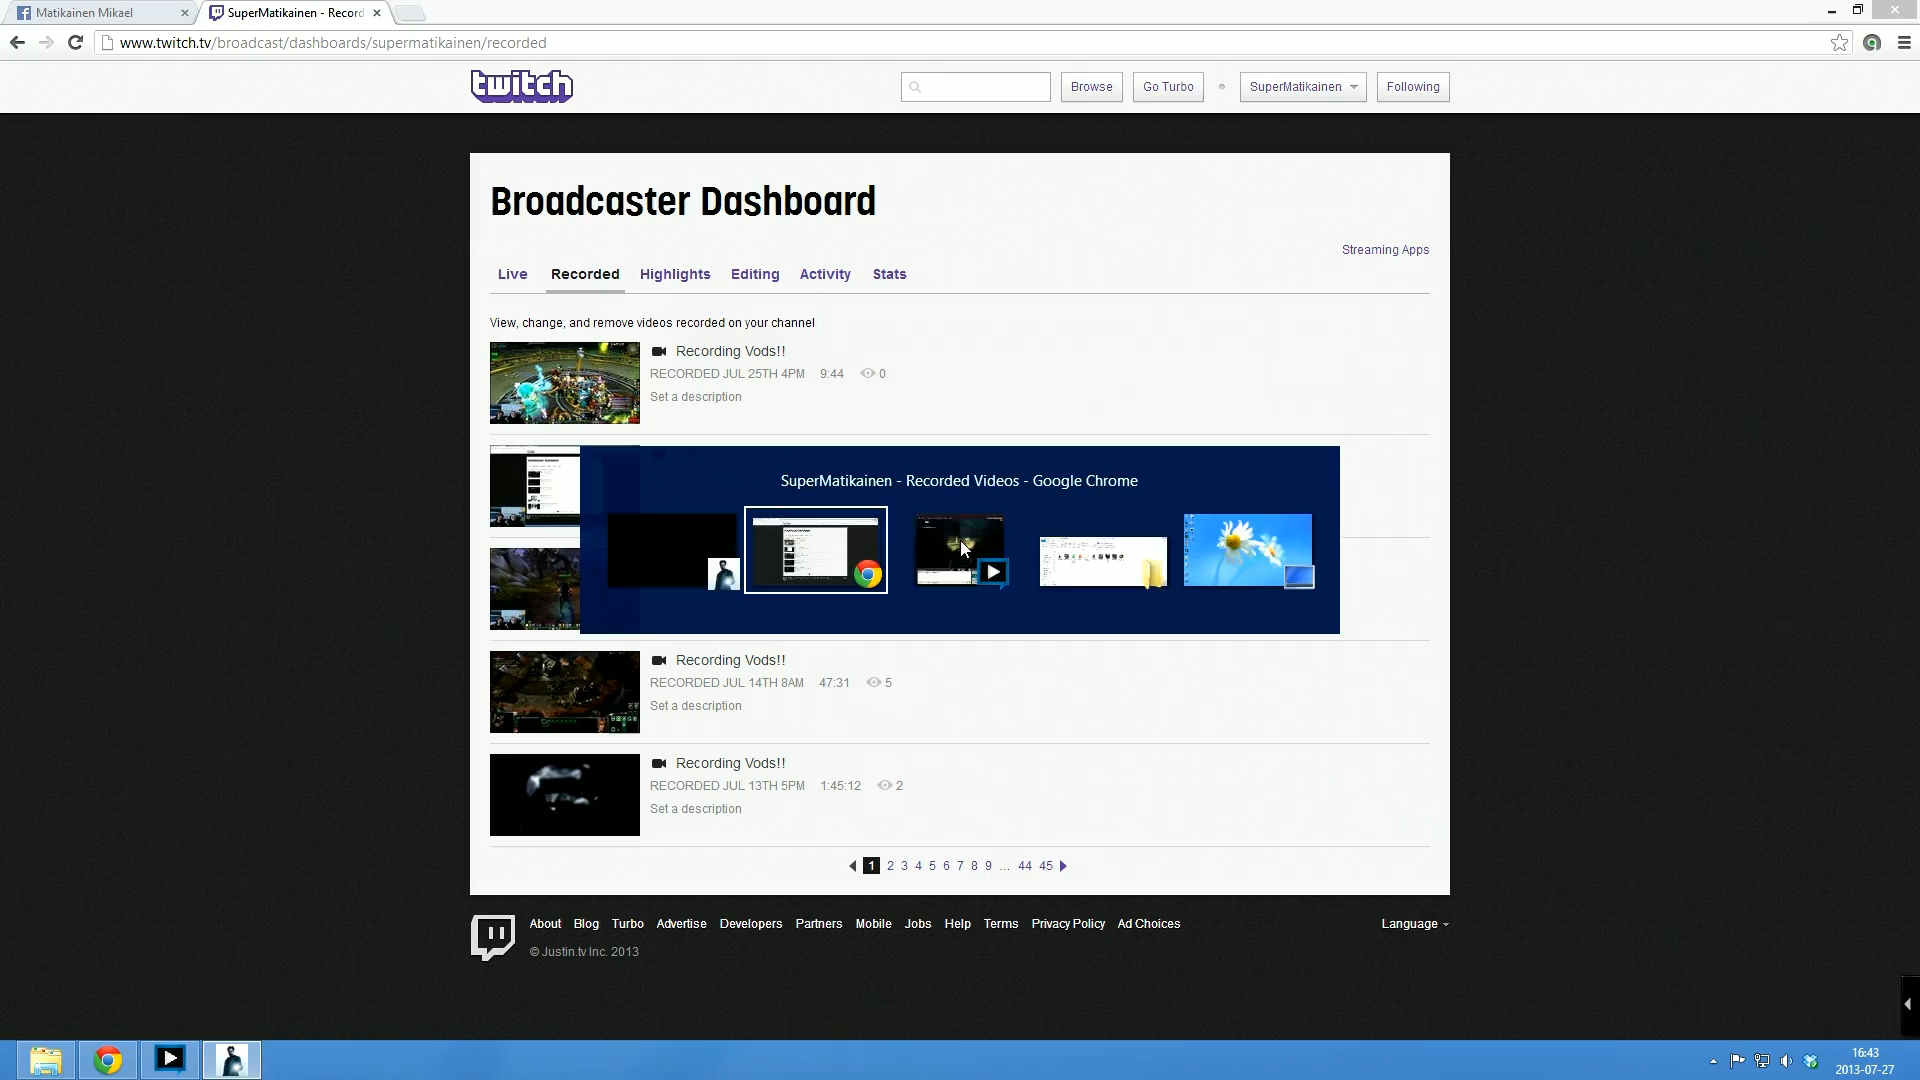 Matikainen Mikael
SuperMatikainen - Record
www.twitch.tv/broadcast/dashboards/supermatikainen/recorded
twitch
Browse
Go Turbo
SuperMatikainen
Following
Broadcaster Dashboard
Streaming Apps
Live Recorded Highlights Editing Activity Stats
View, change, and remove videos recorded on your channel
Recording Vods!!
RECORDED JUL 25TH 4PM 9:44 0
Set a description
SuperMatikainen - Recorded Videos - Google Chrome
Recording Vods!!
RECORDED JUL 14TH 8AM 47:31 5
Set a description
Recording Vods!!
RECORDED JUL 13TH 5PM 1:45:12 2
Set a description
1 2 3 4 5 6 7 8 9 ... 44 45
About Blog Turbo Advertise Developers Partners Mobile Jobs Help Terms Privacy Policy Ad Choices
Language
© Justin.tv Inc. 2013
16:43
2013-07-27